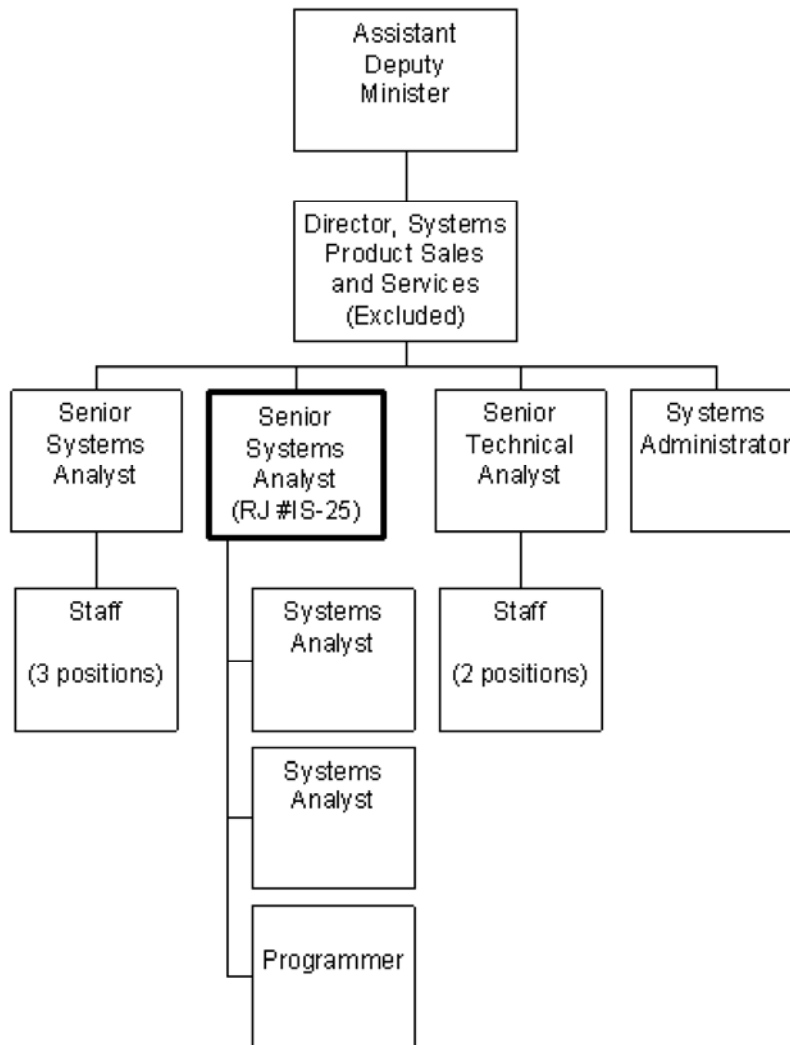 Assistant
Deputy
Minister
Director, Systems
Product Sales
and Services
(Excluded)
Senior
Systems
Analyst
Senior
Systems
Analyst
(RJ #IS-25)
Senior
Technical
Analyst
Systems
Administrator
Staff
(3 positions)
Systems
Analyst
Staff
(2 positions)
Systems
Analyst
Programmer